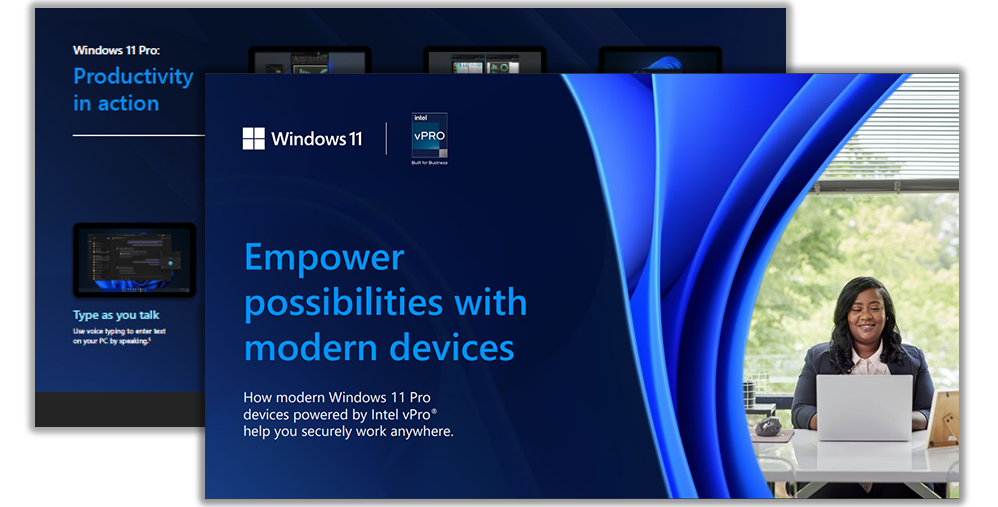 Windows 11 Pro:
Productivity
in action
Type as you talk
Use voice typing to enter text
on your PC by speaking.⁶
Windows 11
intel
vPRO
Built for Business
Empower
possibilities with
modern devices
How modern Windows 11 Pro
devices powered by Intel vPro®
help you securely work anywhere.